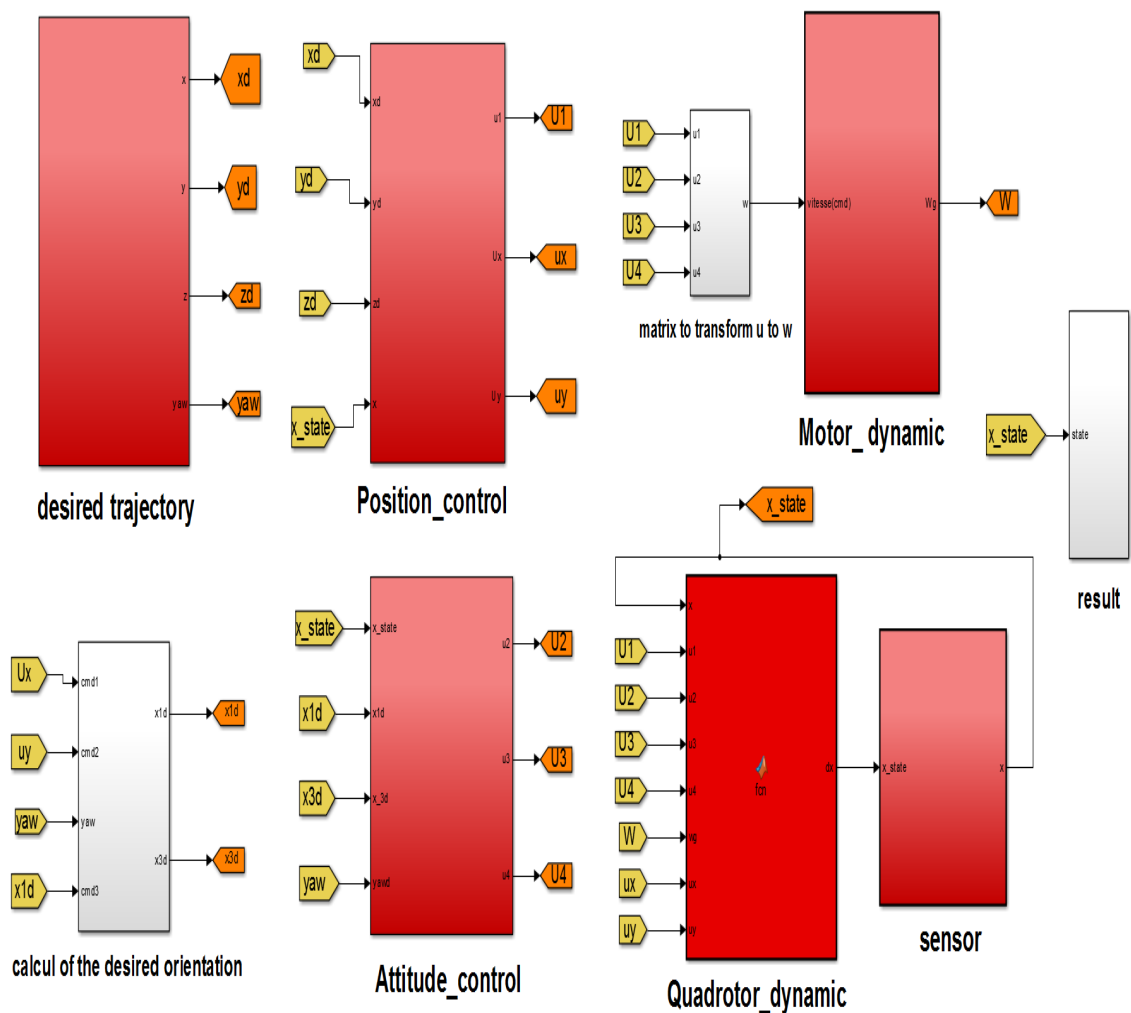 x
y
z
yaw
xd
yd
zd
yaw
desired trajectory
xd
yd
zd
x_state
xd
yd
zd
x
u1
Ux
Uy
U1
ux
uy
Position_control
U1
U2
U3
U4
u1
u2
u3
u4
w
matrix to transform u to w
vitesse(cmd)
Wg
W
Motor_ dynamic
x_state
state
result
Ux
uy
yaw
x1d
cmd1
cmd2
yaw
cmd3
x1d
x3d
x1d
x3d
calcul of the desired orientation
x_state
x1d
x3d
yaw
x_state
x1d
x_3d
yawd
u2
u3
u4
U2
U3
U4
Attitude_control
x_state
U1
U2
U3
U4
W
ux
uy
x
u1
u2
u3
u4
wg
ux
uy
fcn
dx
Quadrotor_dynamic
x_state
x
sensor